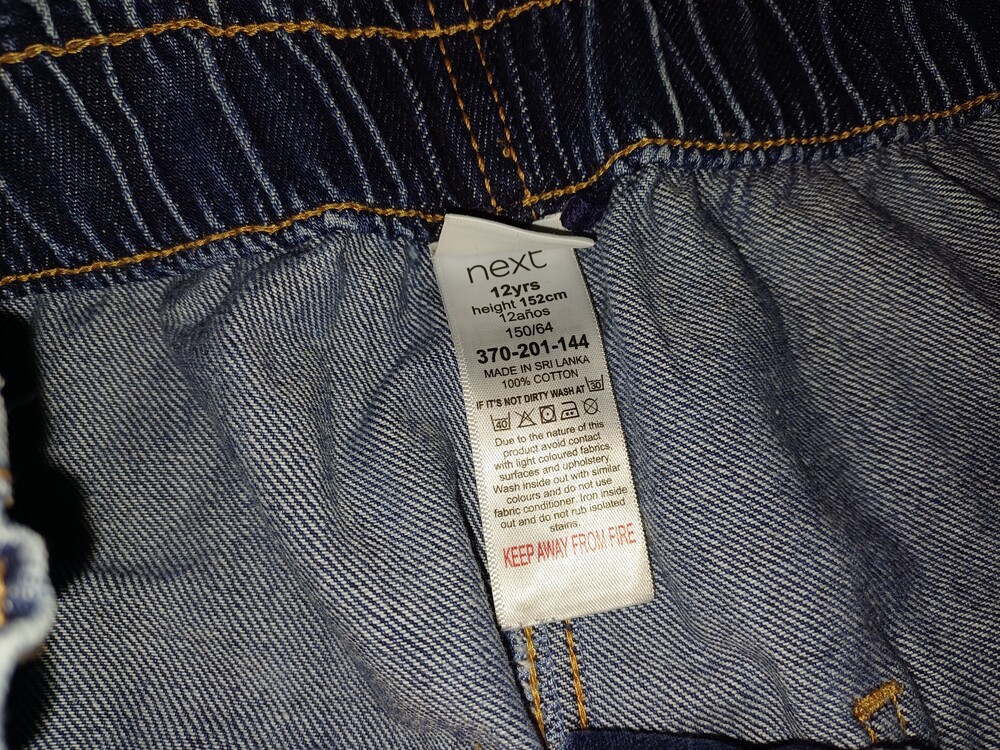 next
12yrs
height 152cm
12años
150/64
370-201-144
MADE IN SRI LANKA
100% COTTON
IF IT'S NOT DIRTY WASH AT 30
40
Due to the nature of this
product avoid contact
with light coloured fabrics,
surfaces and upholstery.
Wash inside out with similar
colours and do not use
fabric conditioner. Iron inside
out and do not rub isolated
stains.
KEEP AWAY FROM FIRE